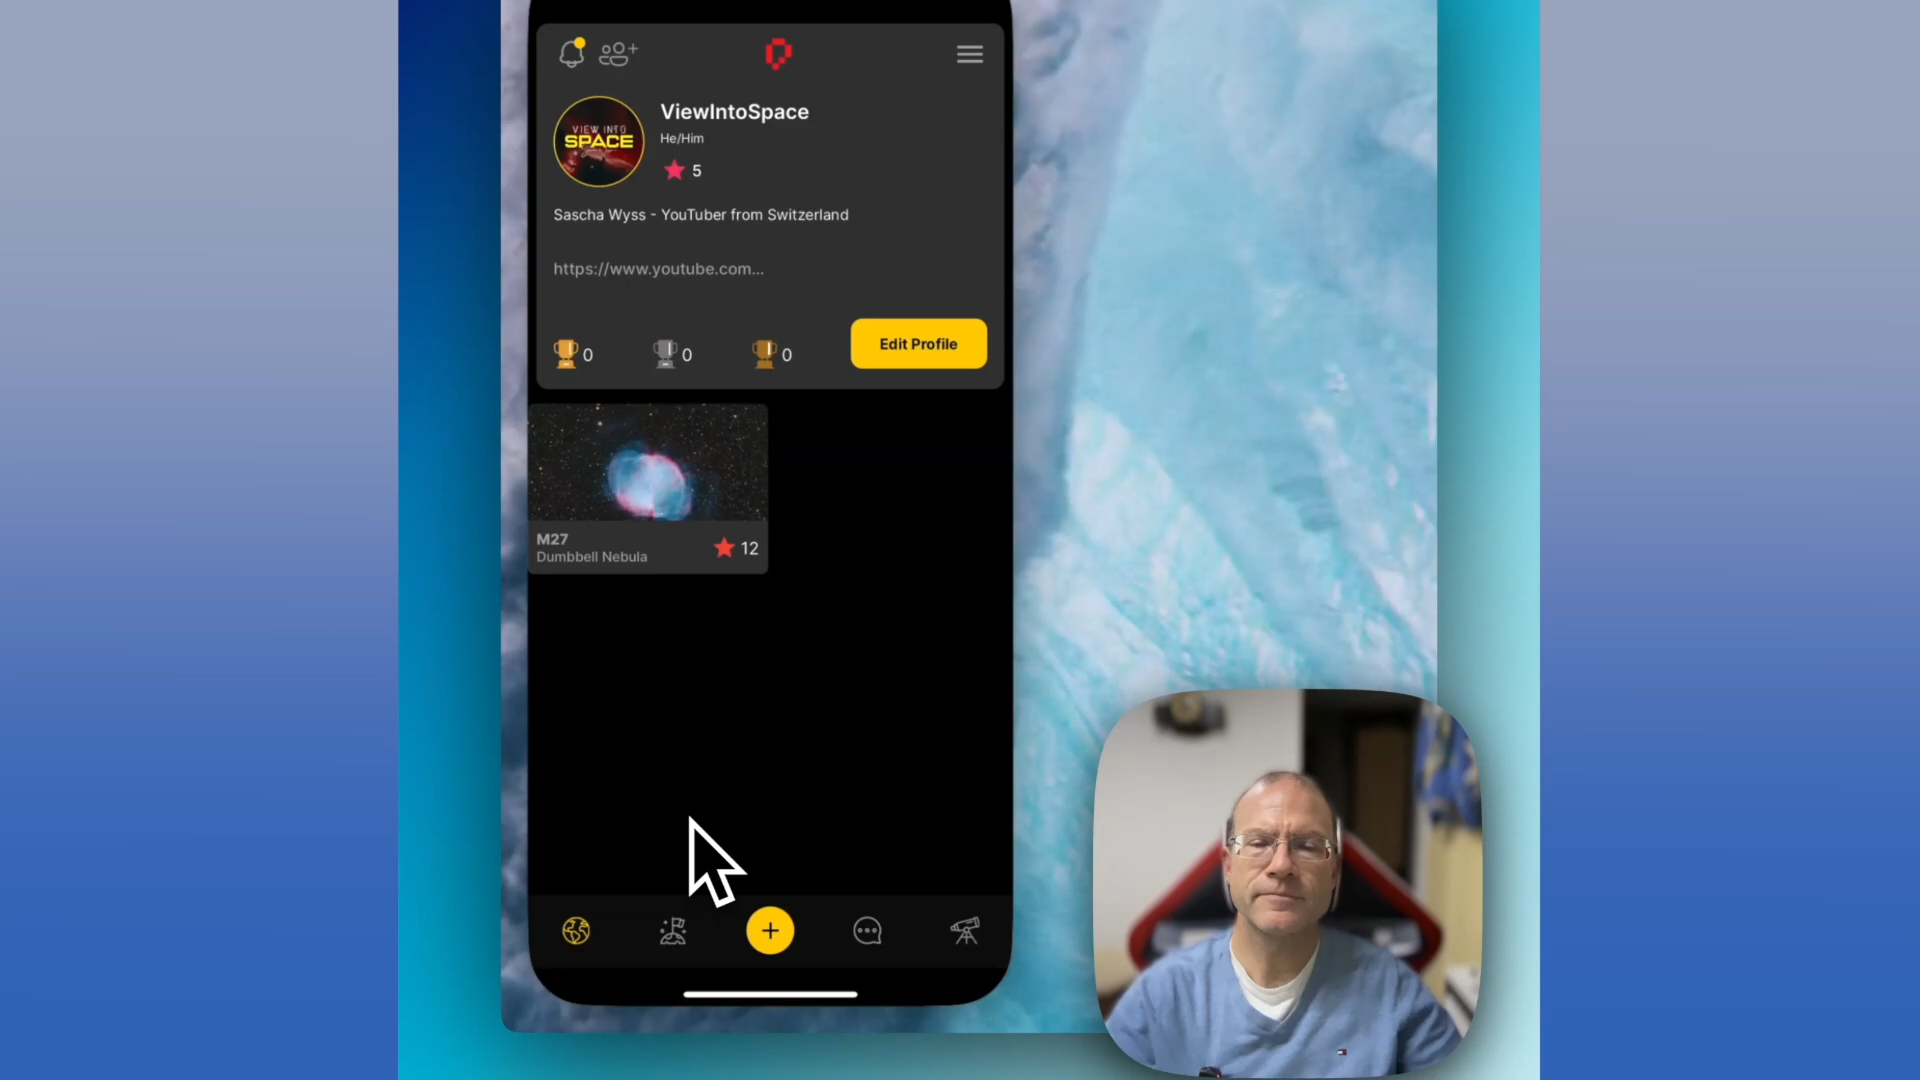 ViewIntoSpace
VIEW INTO
SPACE
He/Him
5
Sascha Wyss - YouTuber from Switzerland
https://www.youtube.com...
0
0
0
Edit Profile
M27
Dumbbell Nebula
12